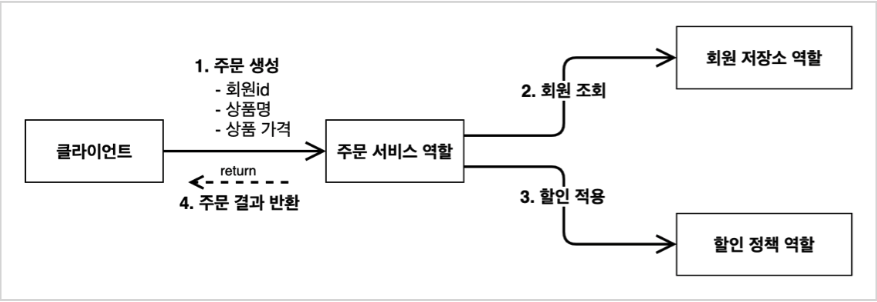 1. 주문 생성
- 회원id
- 상품명
- 상품 가격
클라이언트
주문 서비스 역할
return
4. 주문 결과 반환
2. 회원 조회
회원 저장소 역할
3. 할인 적용
할인 정책 역할